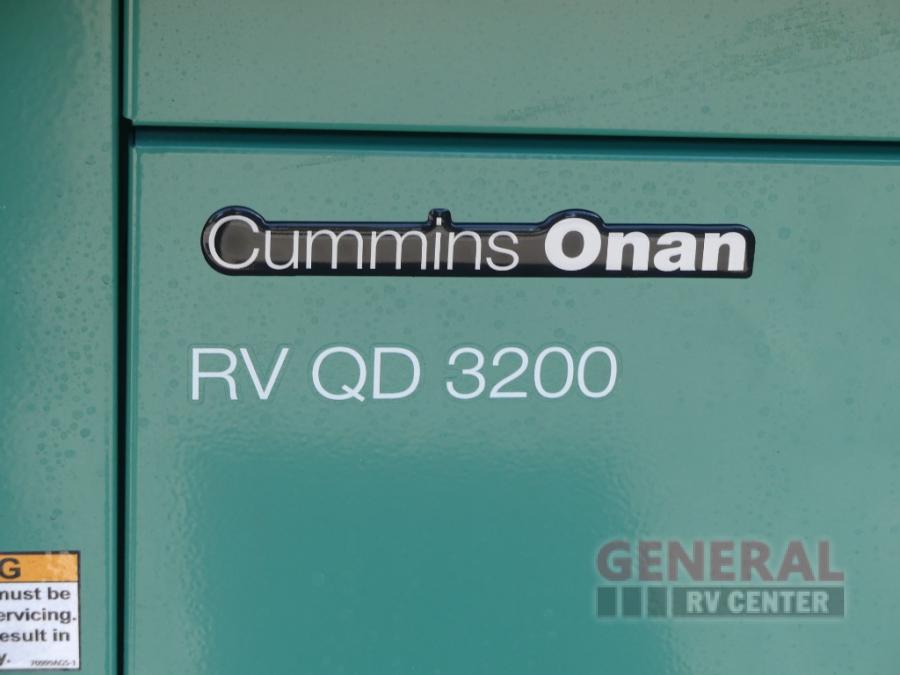 Cummins Onan
RV QD 3200
G
must be
ervicing.
esult in
y.
GENERAL
RV CENTER